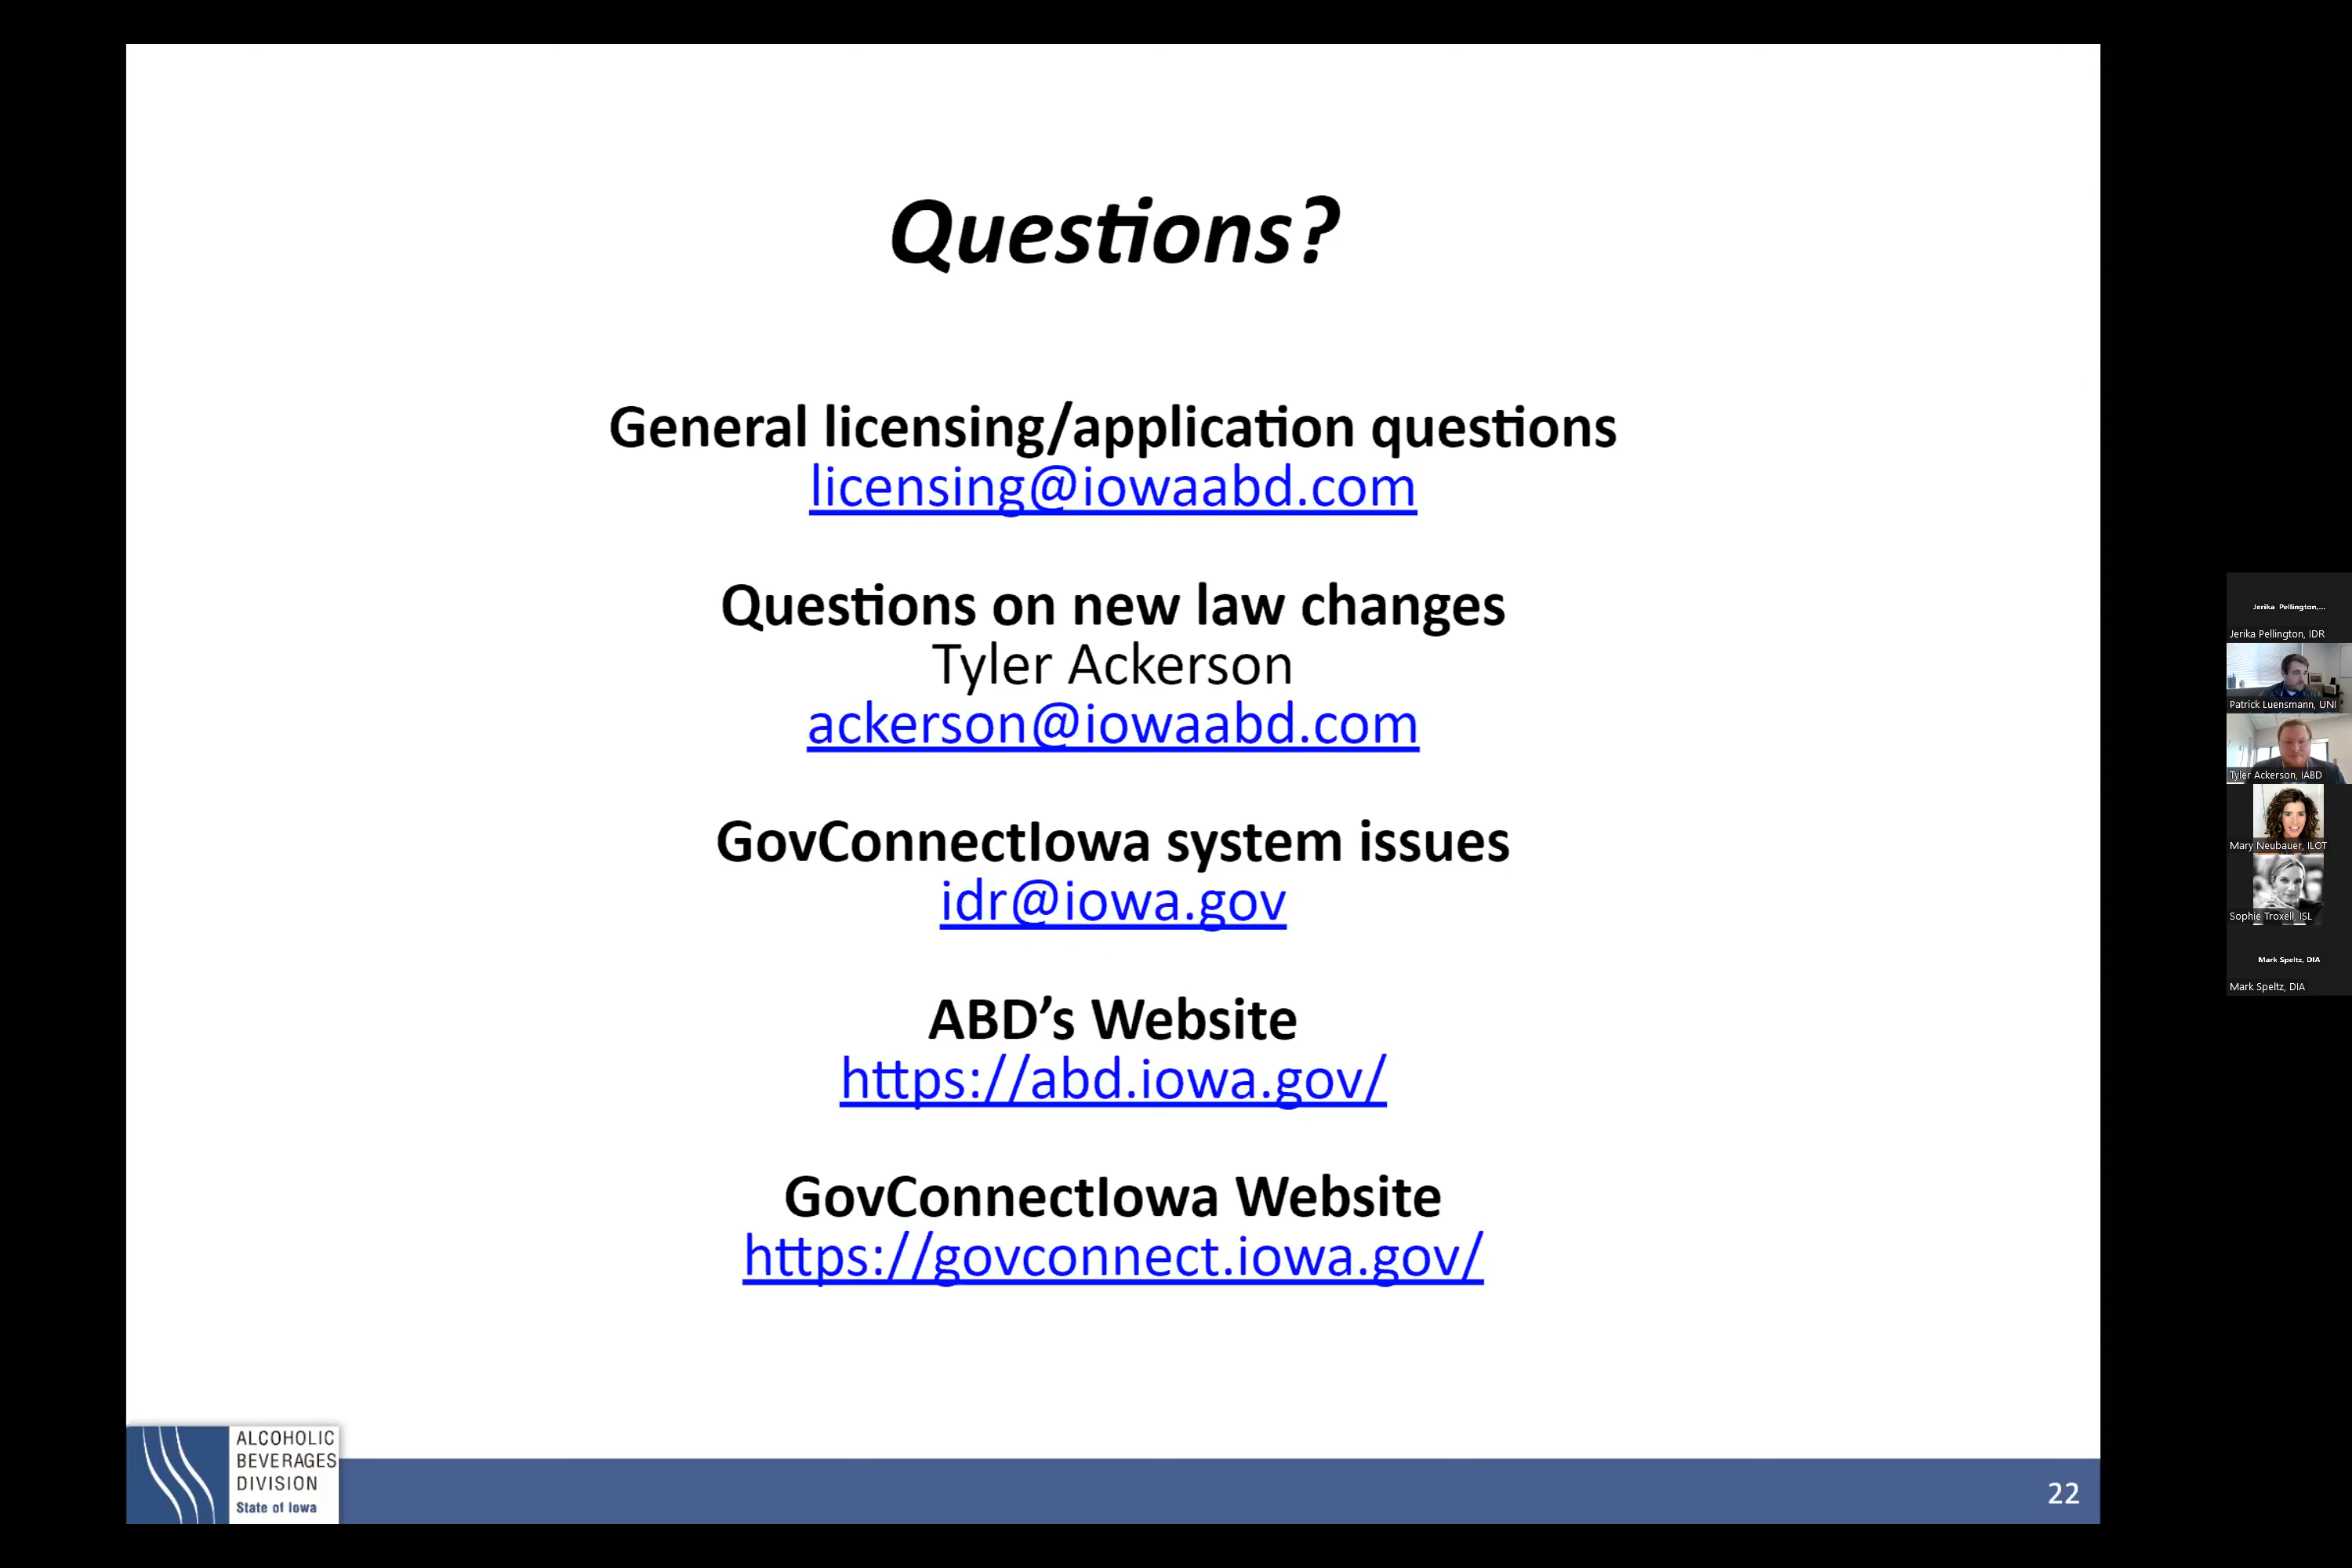 Questions?
General licensing/application questions
licensing@iowaabd.com
Questions on new law changes
Tyler Ackerson
ackerson@iowaabd.com
GovConnectIowa system issues
idr@iowa.gov
ABD’s Website
https://abd.iowa.gov/
GovConnectIowa Website
https://govconnect.iowa.gov/
ALCOHOLIC
BEVERAGES
DIVISION
State of Iowa
22
Jerika Pellington,...
Jerika Pellington, IDR
Patrick Luensmann, UNI
Tyler Ackerson, IABD
Mary Neubauer, ILOT
Sophie Troxell, ISL
Mark Speltz, DIA
Mark Speltz, DIA